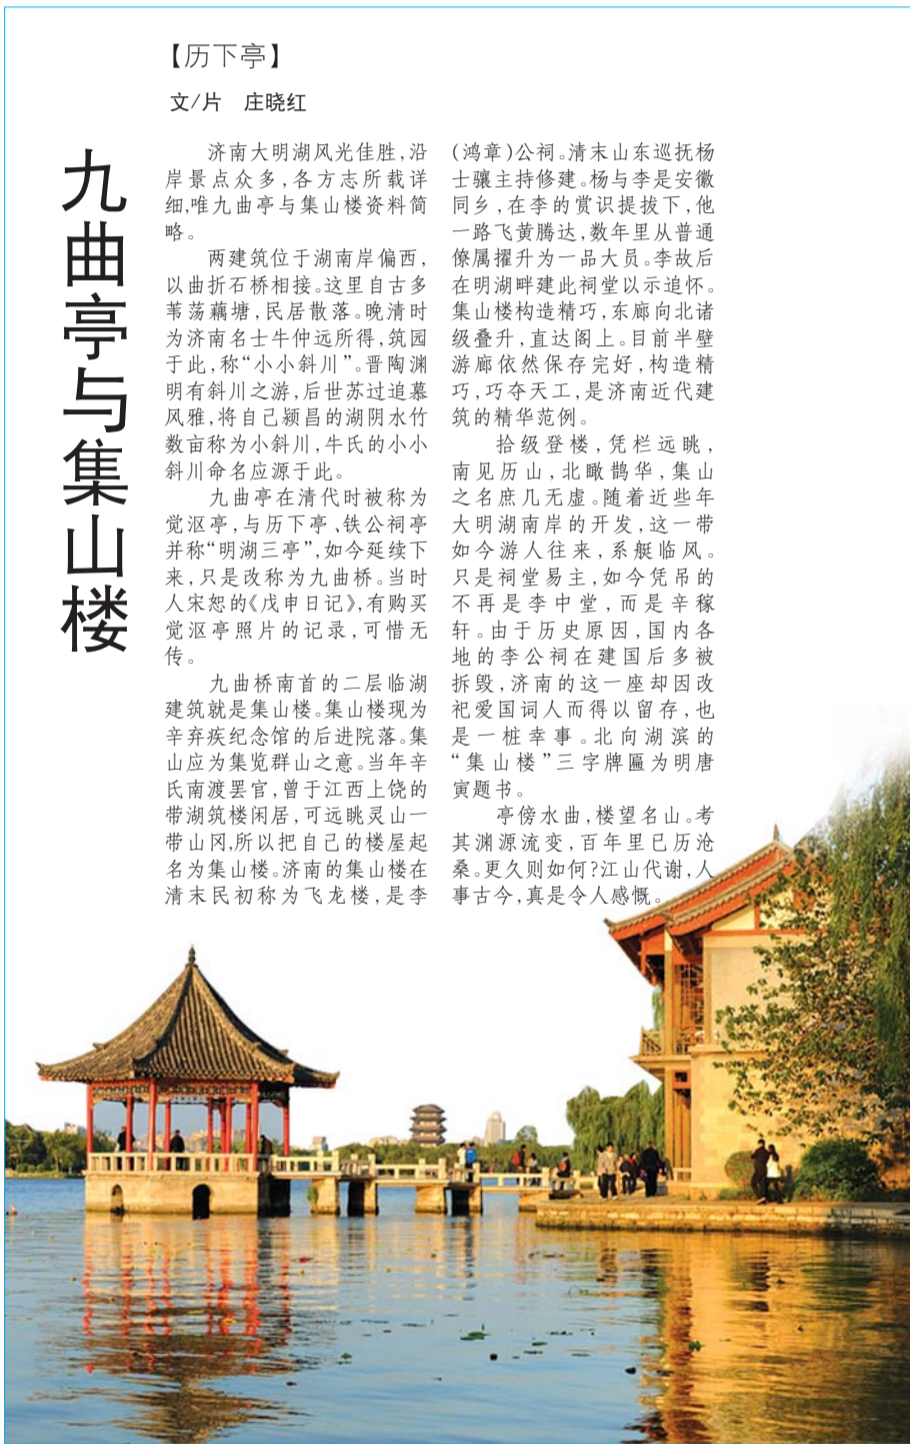 【历下亭】
文/片 庄晓红
九曲亭与集山楼
济南大明湖风光佳胜,沿
岸景点众多,各方志所载详
细,唯九曲亭与集山楼资料简
略。
两建筑位于湖南岸偏西,
以曲折石桥相接。这里自古多
苇荡藕塘,民居散落。晚清时
为济南名士牛仲远所得,筑园
于此,称“小小斜川”。晋陶渊
明有斜川之游,后世苏过追慕
风雅,将自己颍昌的湖阴水竹
数亩称为小斜川,牛氏的小小
斜川命名应源于此。
九曲亭在清代时被称为
觉沤亭,与历下亭、铁公祠亭
并称“明湖三亭”,如今延续下
来,只是改称为九曲桥。当时
人宋恕的《戊申日记》,有购买
觉沤亭照片的记录,可惜无
传。
九曲桥南首的二层临湖
建筑就是集山楼。集山楼现为
辛弃疾纪念馆的后进院落。集
山应为集览群山之意。当年辛
氏南渡罢官,曾于江西上饶的
带湖筑楼闲居,可远眺灵山一
带山冈,所以把自己的楼屋起
名为集山楼。济南的集山楼在
清末民初称为飞龙楼,是李
(鸿章)公祠。清末山东巡抚杨
士骧主持修建。杨与李是安徽
同乡,在李的赏识提拔下,他
一路飞黄腾达,数年里从普通
僚属擢升为一品大员。李故后
在明湖畔建此祠堂以示追怀。
集山楼构造精巧,东廊向北诸
级叠升,直达阁上。目前半壁
游廊依然保存完好,构造精
巧,巧夺天工,是济南近代建
筑的精华范例。
拾级登楼,凭栏远眺,
南见历山,北瞰鹊华,集山
之名庶几无虚。随着近些年
大明湖南岸的开发,这一带
如今游人往来,系艇临风。
只是祠堂易主,如今凭吊的
不再是李中堂,而是辛稼
轩。由于历史原因,国内各
地的李公祠在建国后多被
拆毁,济南的这一座却因改
祀爱国词人而得以留存,也
是一桩幸事。北向湖滨的
“集山楼”三字牌匾为明唐
寅题书。
亭傍水曲,楼望名山。考
其渊源流变,百年里已历沧
桑。更久则如何?江山代谢,人
事古今,真是令人感慨。